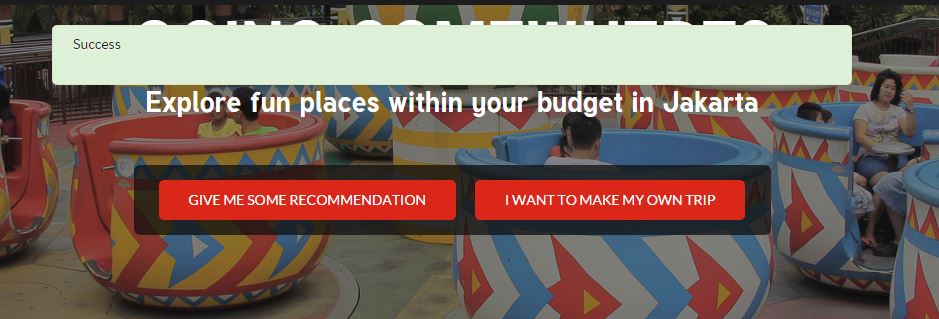 Success
Explore fun places within your budget in Jakarta
GIVE ME SOME RECOMMENDATION
I WANT TO MAKE MY OWN TRIP